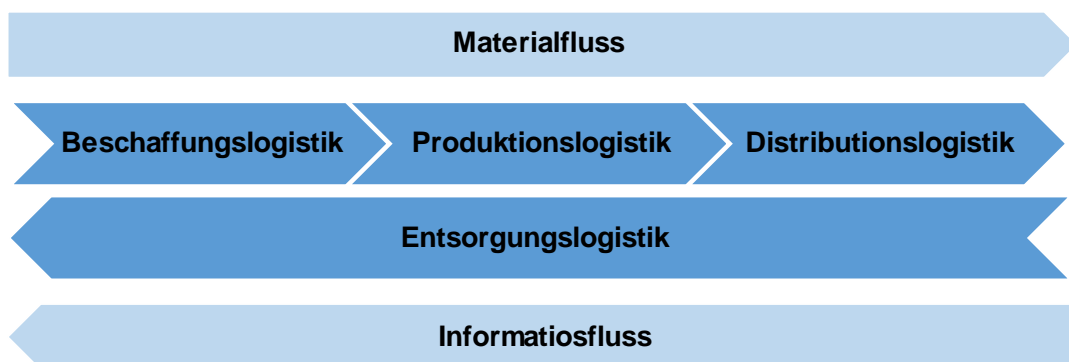 Materialfluss
Beschaffungslogistik Produktionslogistik Distributionslogistik
Entsorgungslogistik
Informatiosfluss